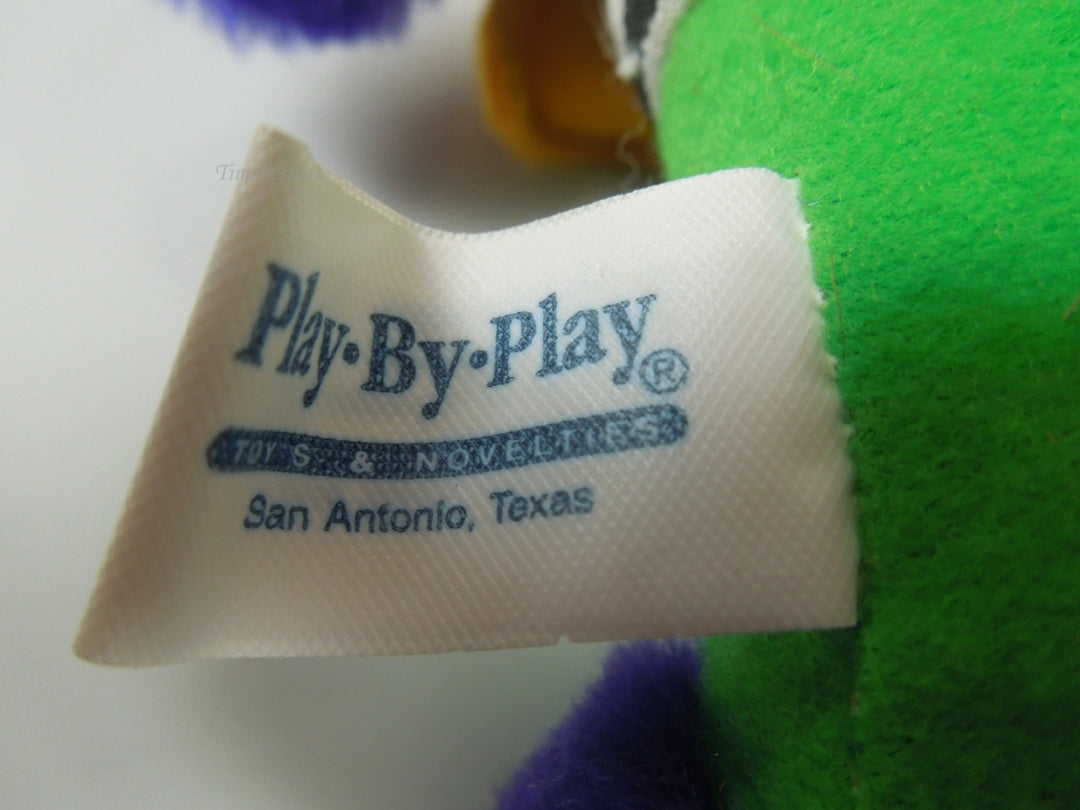 Play·By·Play®
TOYS & NOVELTIES
San Antonio, Texas